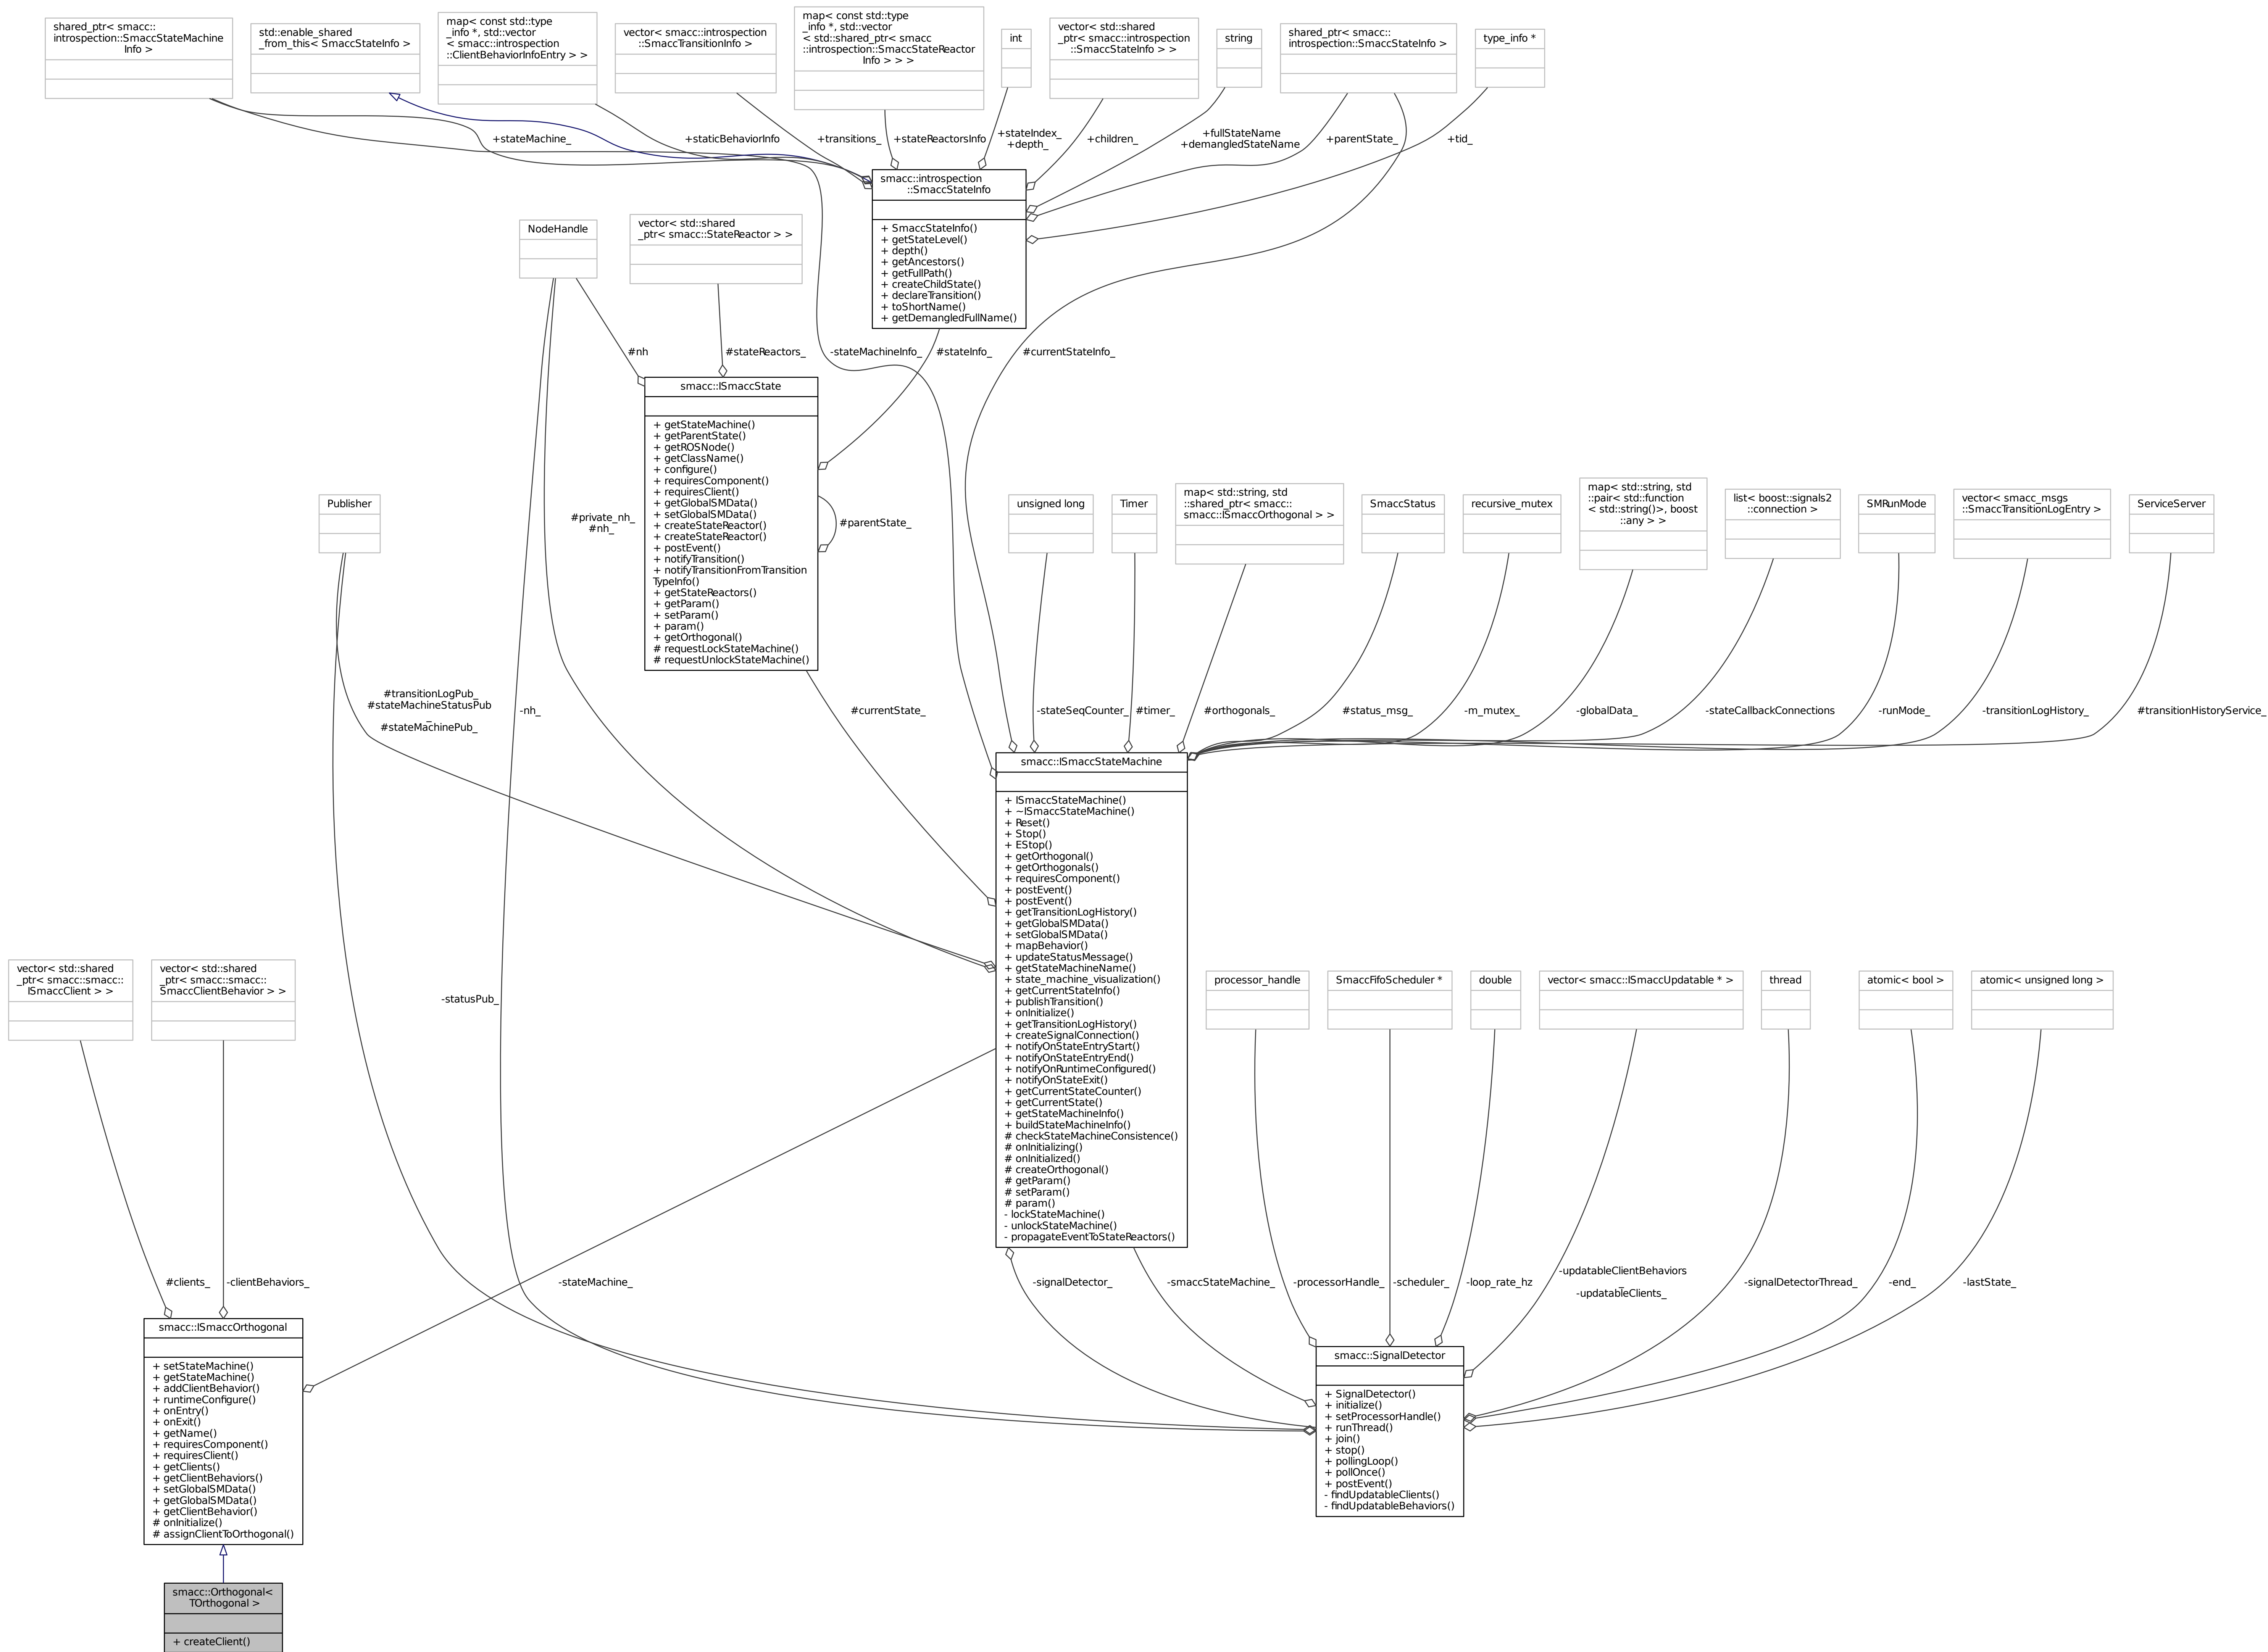 shared_ptr< smacc::
introspection::SmaccStateMachine
Info >
std::enable_shared
_from_this< SmaccStateInfo >
map< const std::type
_info *, std::vector
< smacc::introspection
::ClientBehaviorInfoEntry > >
vector< smacc::introspection
::SmaccTransitionInfo >
map< const std::type
_info *, std::vector
< std::shared_ptr< smacc
::introspection::SmaccStateReactor
Info > > >
int
vector< std::shared
_ptr< smacc::introspection
::SmaccStateInfo > >
string
shared_ptr< smacc::
introspection::SmaccStateInfo >
type_info *
+stateMachine_
+staticBehaviorInfo
+transitions_
+stateReactorsInfo
+stateIndex_
+depth_
+children_
+fullStateName
+demangledStateName
+parentState_
+tid_
smacc::introspection
::SmaccStateInfo
+ SmaccStateInfo()
+ getStateLevel()
+ depth()
+ getAncestors()
+ getFullPath()
+ createChildState()
+ declareTransition()
+ toShortName()
+ getDemangledFullName()
NodeHandle
vector< std::shared
_ptr< smacc::StateReactor > >
#nh
#stateReactors_
-stateMachineInfo_
#stateInfo_
#currentStateInfo_
smacc::ISmaccState
+ getStateMachine()
+ getParentState()
+ getROSNode()
+ getClassName()
+ configure()
+ requiresComponent()
+ requiresClient()
+ getGlobalSMData()
+ setGlobalSMData()
+ createStateReactor()
+ createStateReactor()
+ postEvent()
+ notifyTransition()
+ notifyTransitionFromTransition
TypeInfo()
+ getStateReactors()
+ getParam()
+ setParam()
+ param()
+ getOrthogonal()
# requestLockStateMachine()
# requestUnlockStateMachine()
#parentState_
#private_nh_
#nh_
Publisher
unsigned long
Timer
map< std::string, std
::shared_ptr< smacc::
smacc::ISmaccOrthogonal > >
SmaccStatus
recursive_mutex
map< std::string, std
::pair< std::function
< std::string()>, boost
::any > >
list< boost::signals2
::connection >
SMRunMode
vector< smacc_msgs
::SmaccTransitionLogEntry >
ServiceServer
#transitionLogPub_
#stateMachineStatusPub
_
#stateMachinePub_
-nh_
#currentState_
-stateSeqCounter_
#timer_
#orthogonals_
#status_msg_
-m_mutex_
-globalData_
-stateCallbackConnections
-runMode_
-transitionLogHistory_
#transitionHistoryService_
smacc::ISmaccStateMachine
+ ISmaccStateMachine()
+ ~ISmaccStateMachine()
+ Reset()
+ Stop()
+ EStop()
+ getOrthogonal()
+ getOrthogonals()
+ requiresComponent()
+ postEvent()
+ postEvent()
+ getTransitionLogHistory()
+ getGlobalSMData()
+ setGlobalSMData()
+ mapBehavior()
+ updateStatusMessage()
+ getStateMachineName()
+ state_machine_visualization()
+ getCurrentStateInfo()
+ publishTransition()
+ onInitialize()
+ getTransitionLogHistory()
+ createSignalConnection()
+ notifyOnStateEntryStart()
+ notifyOnStateEntryEnd()
+ notifyOnRuntimeConfigured()
+ notifyOnStateExit()
+ getCurrentStateCounter()
+ getCurrentState()
+ getStateMachineInfo()
+ buildStateMachineInfo()
# checkStateMachineConsistence()
# onInitializing()
# onInitialized()
# createOrthogonal()
# getParam()
# setParam()
# param()
- lockStateMachine()
- unlockStateMachine()
- propagateEventToStateReactors()
vector< std::shared
_ptr< smacc::smacc::
ISmaccClient > >
vector< std::shared
_ptr< smacc::smacc::
SmaccClientBehavior > >
-statusPub_
processor_handle
SmaccFifoScheduler *
double
vector< smacc::ISmaccUpdatable * >
thread
atomic< bool >
atomic< unsigned long >
#clients_
-clientBehaviors_
-stateMachine_
-signalDetector_
-smaccStateMachine_
-processorHandle_
-scheduler_
-loop_rate_hz
-updatableClientBehaviors
_
-updatableClients_
-signalDetectorThread_
-end_
-lastState_
smacc::ISmaccOrthogonal
+ setStateMachine()
+ getStateMachine()
+ addClientBehavior()
+ runtimeConfigure()
+ onEntry()
+ onExit()
+ getName()
+ requiresComponent()
+ requiresClient()
+ getClients()
+ getClientBehaviors()
+ setGlobalSMData()
+ getGlobalSMData()
+ getClientBehavior()
# onInitialize()
# assignClientToOrthogonal()
smacc::SignalDetector
+ SignalDetector()
+ initialize()
+ setProcessorHandle()
+ runThread()
+ join()
+ stop()
+ pollingLoop()
+ pollOnce()
+ postEvent()
- findUpdatableClients()
- findUpdatableBehaviors()
smacc::Orthogonal<
TOrthogonal >
+ createClient()